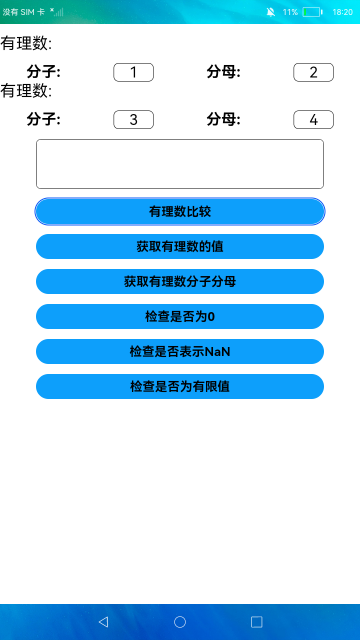 没有 SIM 卡 11% 18:20
有理数:
分子: 1 分母: 2
有理数:
分子: 3 分母: 4
有理数比较
获取有理数的值
获取有理数分子分母
检查是否为0
检查是否表示NaN
检查是否为有限值